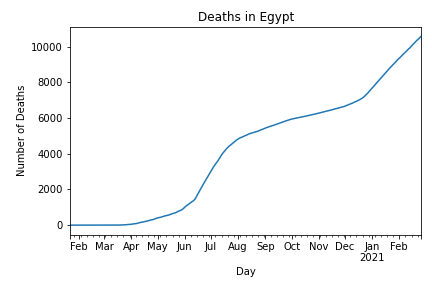 Deaths in Egypt
Number of Deaths
10000
8000
6000
4000
2000
0
Feb Mar Apr May Jun Jul Aug Sep Oct Nov Dec Jan Feb
2021
Day